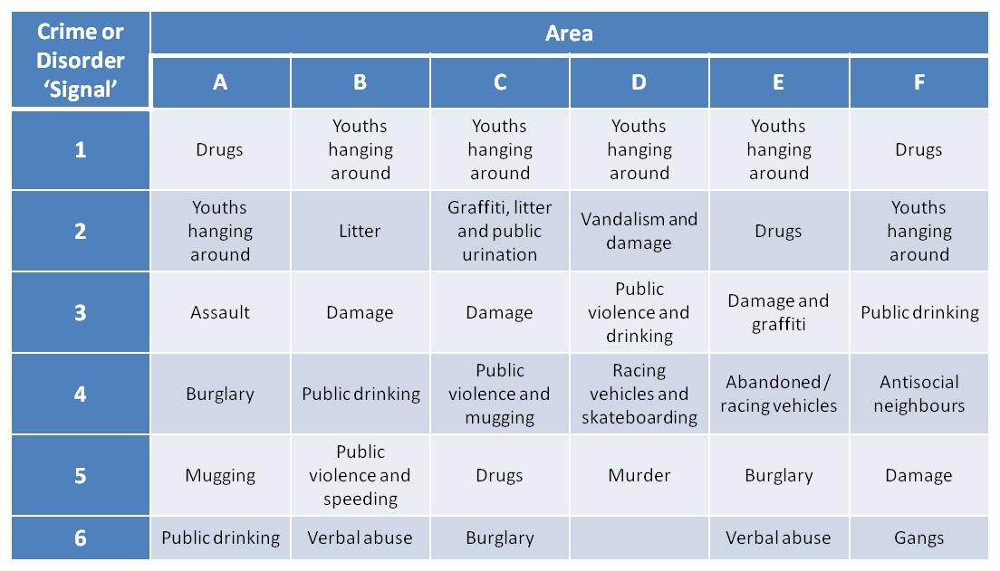 Crime or
Disorder
‘Signal’
Area
A
B
C
D
E
F
1
Drugs
Youths
hanging
around
Youths
hanging
around
Youths
hanging
around
Youths
hanging
around
Drugs
2
Youths
hanging
around
Litter
Graffiti, litter
and public
urination
Vandalism and
damage
Drugs
Youths
hanging
around
3
Assault
Damage
Damage
Public
violence and
drinking
Damage and
graffiti
Public drinking
4
Burglary
Public drinking
Public
violence and
mugging
Racing
vehicles and
skateboarding
Abandoned /
racing vehicles
Antisocial
neighbours
5
Mugging
Public
violence and
speeding
Drugs
Murder
Burglary
Damage
6
Public drinking
Verbal abuse
Burglary
Verbal abuse
Gangs